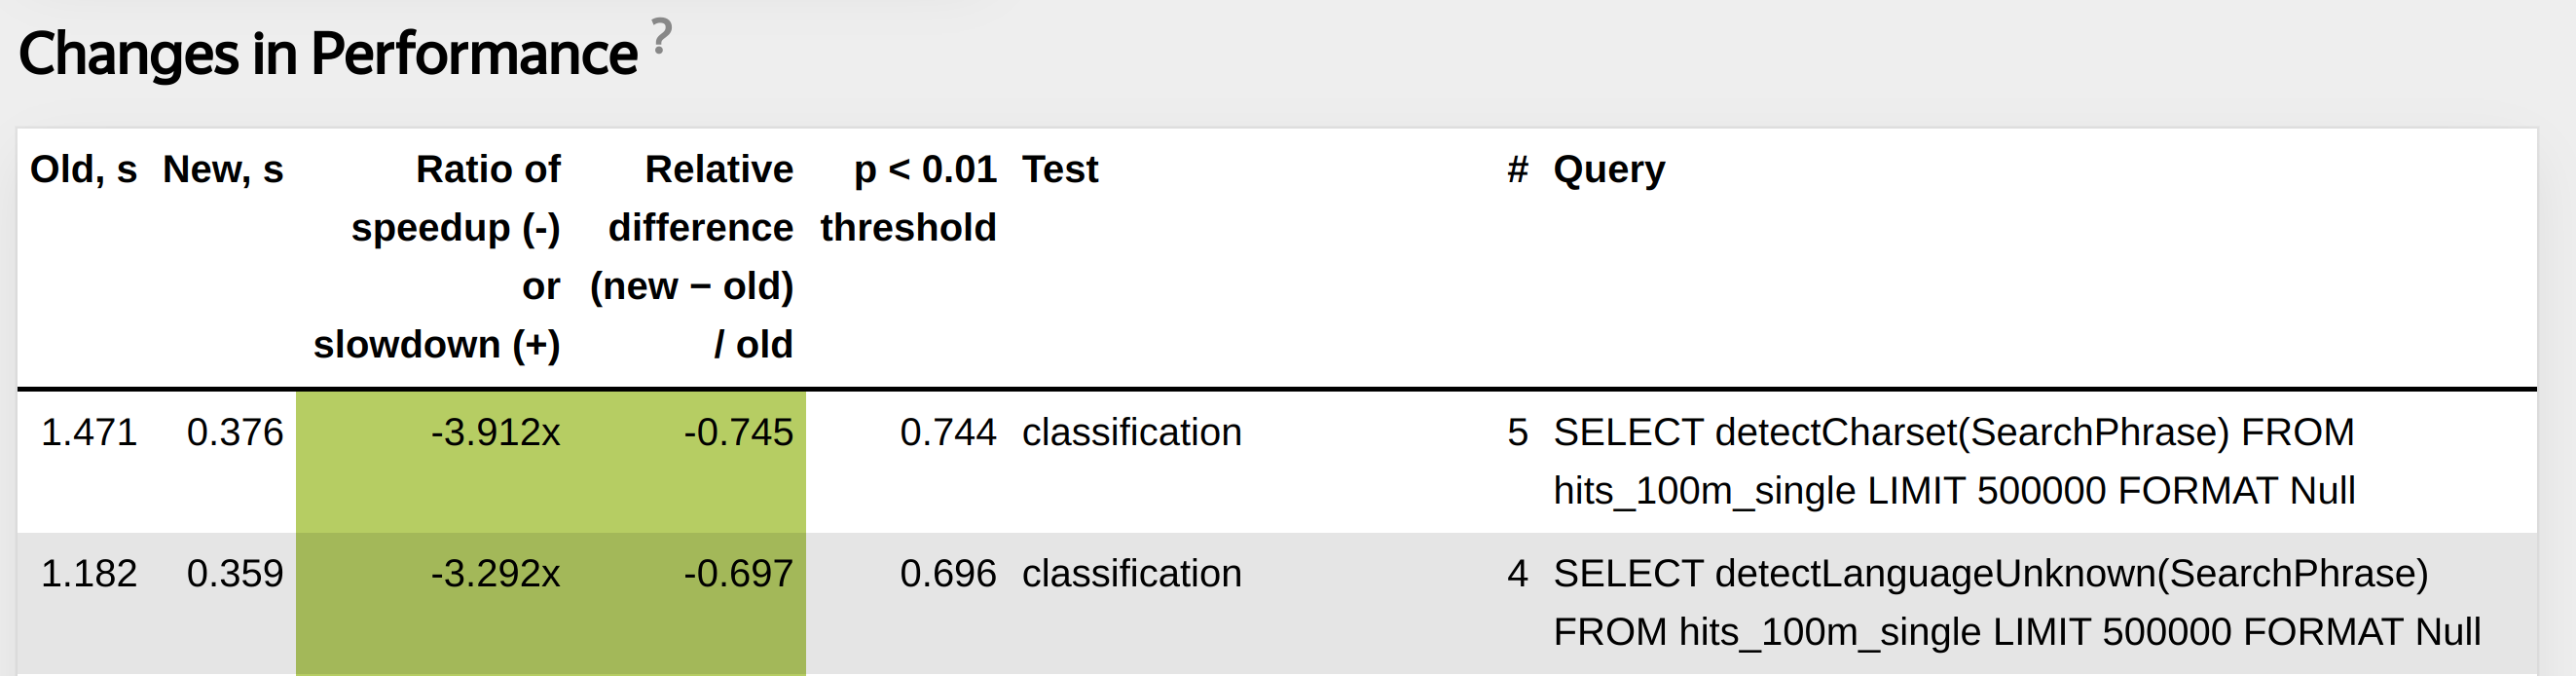 Changes in Performance ?
Old, s New, s Ratio of Relative p < 0.01 Test # Query
speedup (-) difference threshold
or (new − old)
slowdown (+) / old
1.471 0.376 -3.912x -0.745 0.744 classification 5 SELECT detectCharset(SearchPhrase) FROM
hits_100m_single LIMIT 500000 FORMAT Null
1.182 0.359 -3.292x -0.697 0.696 classification 4 SELECT detectLanguageUnknown(SearchPhrase)
FROM hits_100m_single LIMIT 500000 FORMAT Null